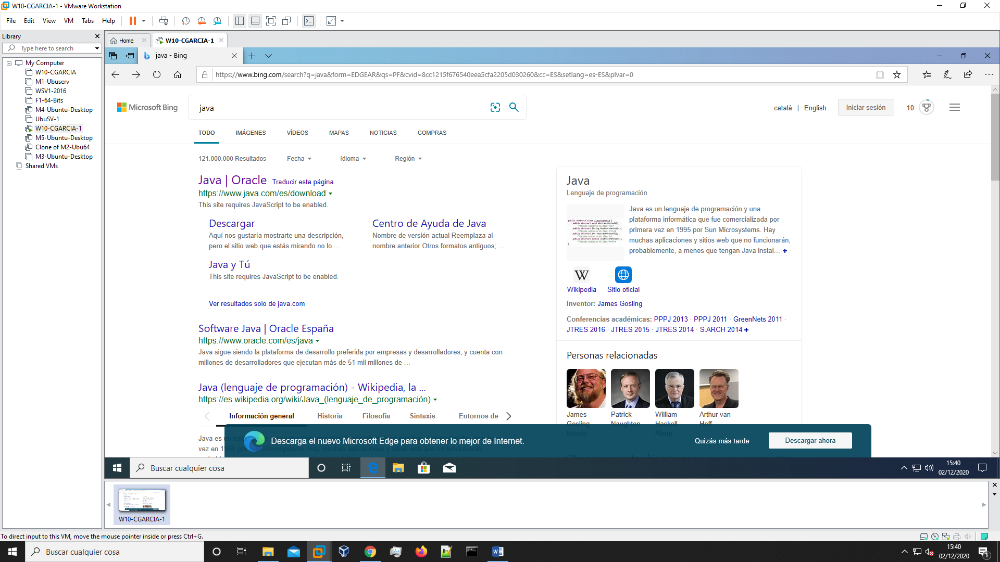 W10-CGARCIA-1 - VMware Workstation
File Edit View VM Tabs Help
Library
Type here to search
My Computer
W10-CGARCIA
M1-Ubuserv
WSV1-2016
F1-64-Bits
M4-Ubuntu-Desktop
UbuSV-1
W10-CGARCIA-1
M5-Ubuntu-Desktop
Clone of M2-Ubu64
M3-Ubuntu-Desktop
Shared VMs
Home W10-CGARCIA-1
java - Bing
https://www.bing.com/search?q=java&form=EDGEAR&qs=PF&cvid=8cc1215f676540eea5cfa2205d030260&cc=ES&setlang=es-ES&plvar=0
Microsoft Bing
java
català | English Iniciar sesión 10
TODO IMÁGENES VÍDEOS MAPAS NOTICIAS COMPRAS
121.000.000 Resultados Fecha Idioma Región
Java | Oracle Traducir esta página
https://www.java.com/es/download
This site requires JavaScript to be enabled.
Descargar
Aquí nos gustaría mostrarte una descripción,
pero el sitio web que estás mirando no lo ...
Centro de Ayuda de Java
Nombre de versión actual Reemplaza al
nombre anterior Otros formatos antiguos; ...
Java y Tú
This site requires JavaScript to be enabled.
Ver resultados solo de java.com
Software Java | Oracle España
https://www.oracle.com/es/java
Java sigue siendo la plataforma de desarrollo preferida por empresas y desarrolladores, y cuenta con
millones de desarrolladores que ejecutan más de 51 mil millones de ...
Java (lenguaje de programación) - Wikipedia, la ...
https://es.wikipedia.org/wiki/Java_(lenguaje_de_programación)
Información general Historia Filosofía Sintaxis Entornos de
Java es
vez en 1995 por Sun Microsystems. Hay muchas aplicaciones y sitios web que no funcionarán,
Java
Lenguaje de programación
Java es un lenguaje de programación y una
plataforma informática que fue comercializada por
primera vez en 1995 por Sun Microsystems. Hay
muchas aplicaciones y sitios web que no funcionarán,
probablemente, a menos que tengan Java instal... +
W
Wikipedia Sitio oficial
Inventor: James Gosling
Conferencias académicas: PPPJ 2013 · PPPJ 2011 · GreenNets 2011 ·
JTRES 2016 · JTRES 2015 · JTRES 2014 · S.ARCH 2014 +
Personas relacionadas
James
Gosling
Inventor
Patrick
Naughton
William
Haskell
Alsup
Arthur van
Hoff
Descarga el nuevo Microsoft Edge para obtener lo mejor de Internet.
Quizás más tarde Descargar ahora
Buscar cualquier cosa
15:40
02/12/2020
W10-CGARCIA-1
To direct input to this VM, move the mouse pointer inside or press Ctrl+G.
Buscar cualquier cosa
15:40
02/12/2020
1